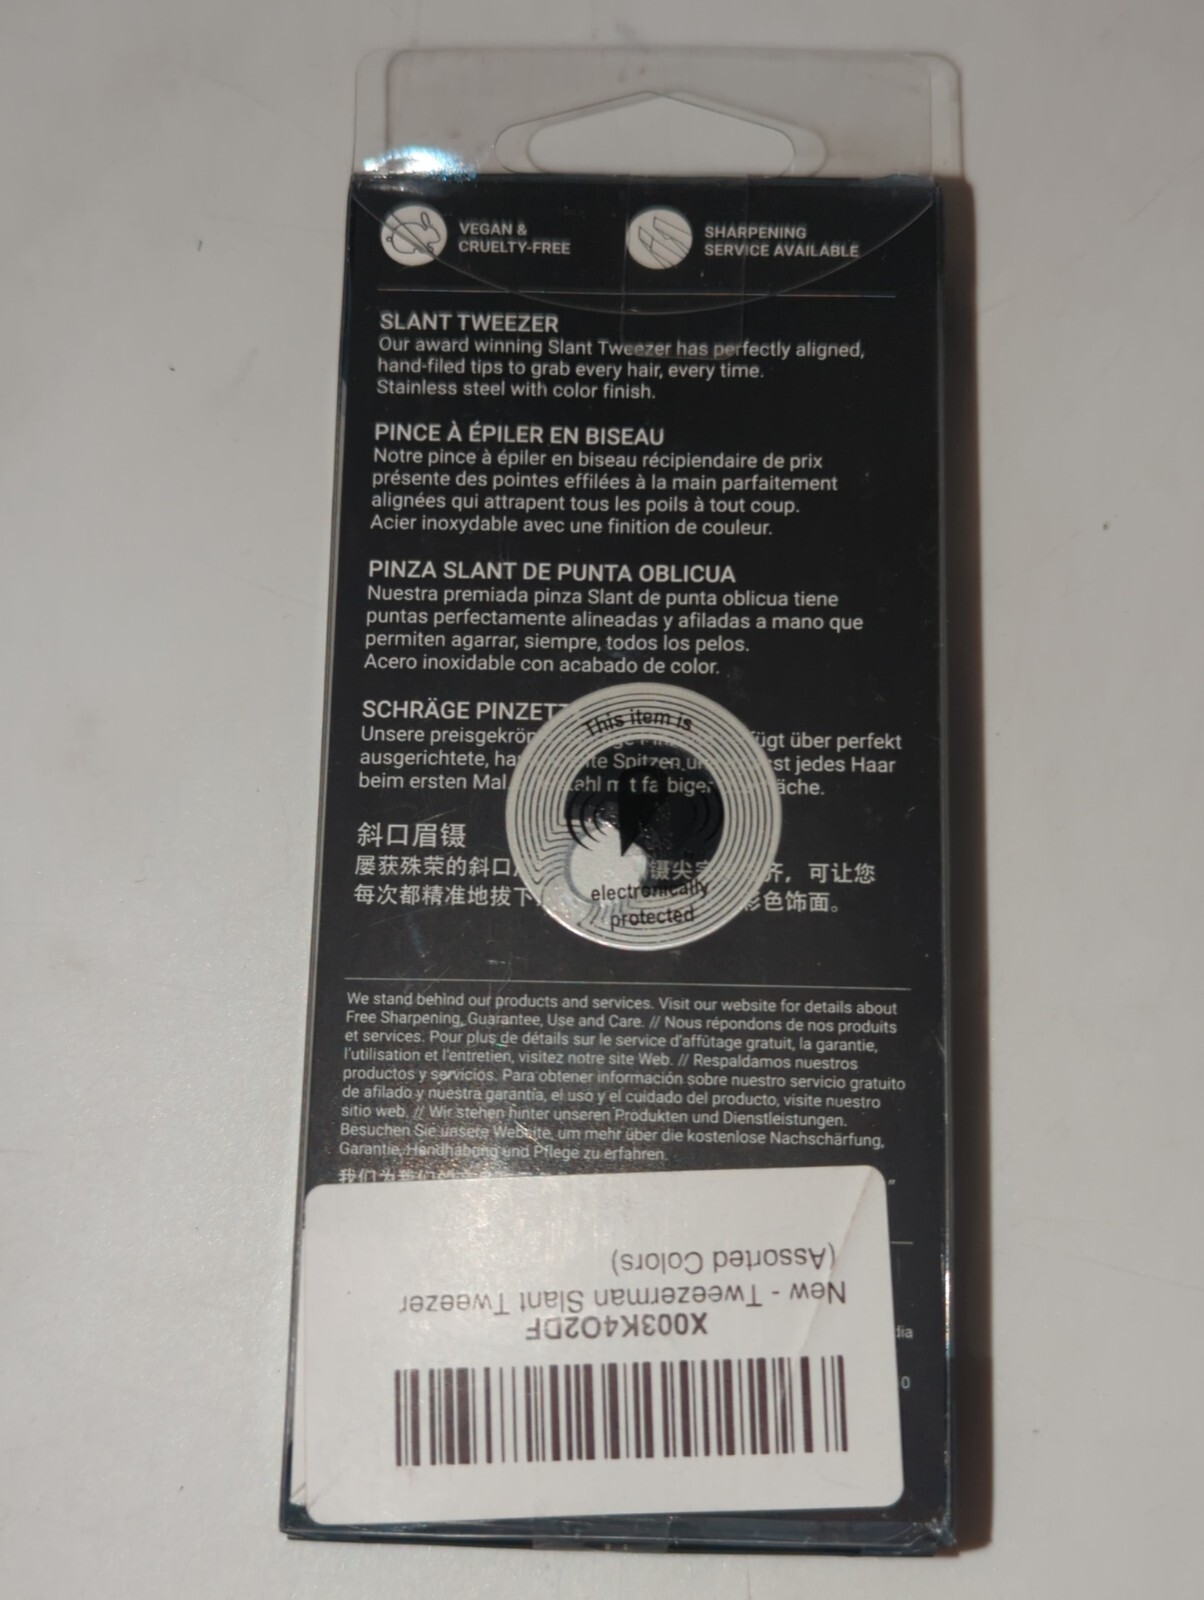 VEGAN &
CRUELTY-FREE
SHARPENING
SERVICE AVAILABLE
SLANT TWEEZER
Our award winning Slant Tweezer has perfectly aligned,
hand-filed tips to grab every hair, every time.
Stainless steel with color finish.
PINCE À ÉPILER EN BISEAU
Notre pince à épiler en biseau récipiendaire de prix
présente des pointes effilées à la main parfaitement
alignées qui attrapent tous les poils à tout coup.
Acier inoxydable avec une finition de couleur.
PINZA SLANT DE PUNTA OBLICUA
Nuestra premiada pinza Slant de punta oblicua tiene
puntas perfectamente alineadas y afiladas a mano que
permiten agarrar, siempre, todos los pelos.
Acero inoxidable con acabado de color.
SCHRÄGE
Unsere über perfekt
ausgerichtete, Spitzen jedes Haar
beim ersten Mal
This item is
electronically
protected
斜口眉镊
屡获殊荣的斜口 镊尖 齐，可让您
每次都精准地拔下 彩色饰面。
We stand behind our products and services. Visit our website for details about
Free Sharpening, Guarantee, Use and Care. // Nous répondons de nos produits
et services. Pour plus de détails sur le service d'affûtage gratuit, la garantie,
l'utilisation et l'entretien, visitez notre site Web. // Respaldamos nuestros
productos y servicios. Para obtener información sobre nuestro servicio gratuito
de afilado y nuestra garantía, el uso y el cuidado del producto, visite nuestro
sitio web. // Wir stehen hinter unseren Produkten und Dienstleistungen.
Besuchen Sie unsere Website, um mehr über die kostenlose Nachschärfung,
Garantie, Handhabung und Pflege zu erfahren.
X003K4O2DF
New - Tweezerman Slant Tweezer
(Assorted Colors)